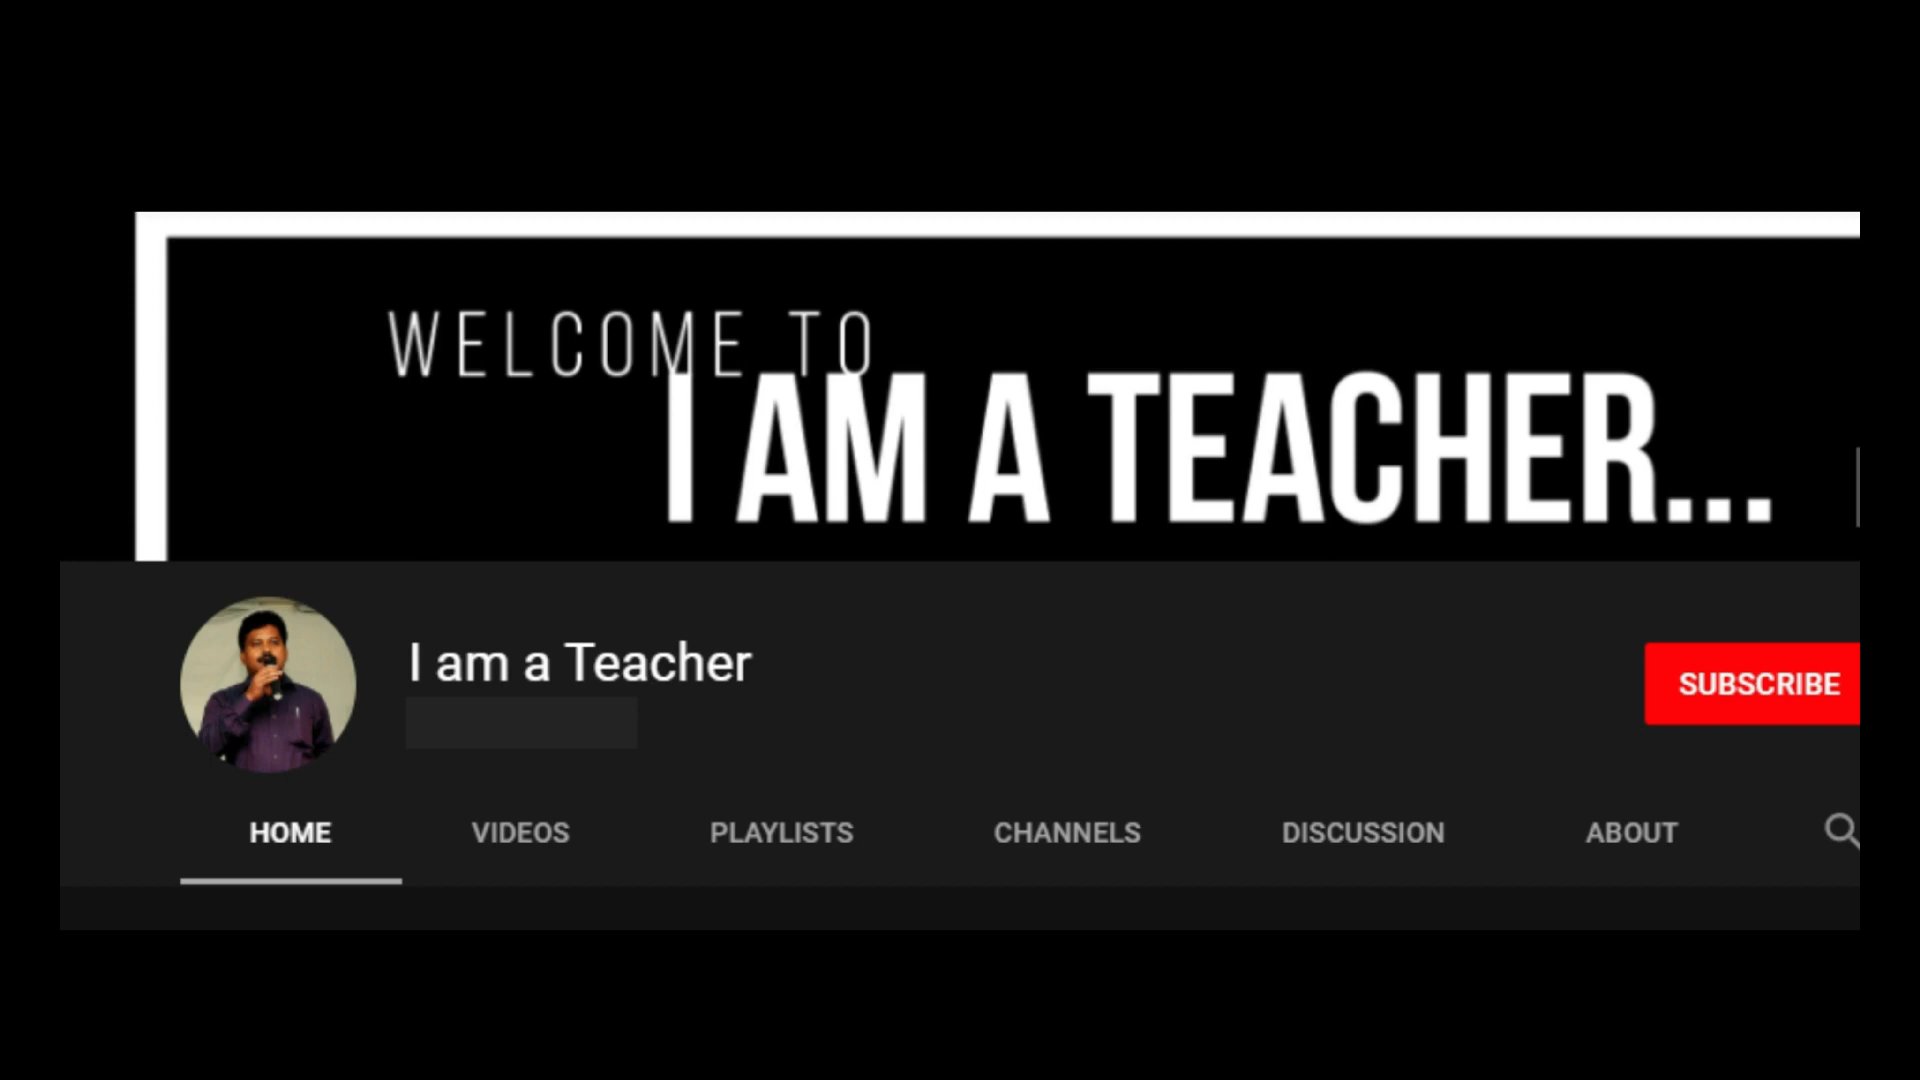 WELCOME TO
I AM A TEACHER...
I am a Teacher
SUBSCRIBE
HOME VIDEOS PLAYLISTS CHANNELS DISCUSSION ABOUT